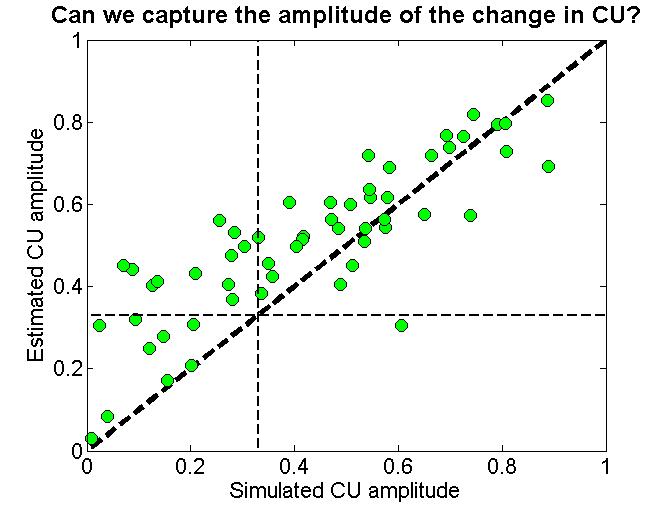 Can we capture the amplitude of the change in CU?
1
0.8
0.6
0.4
0.2
0
Estimated CU amplitude
0 0.2 0.4 0.6 0.8 1
Simulated CU amplitude